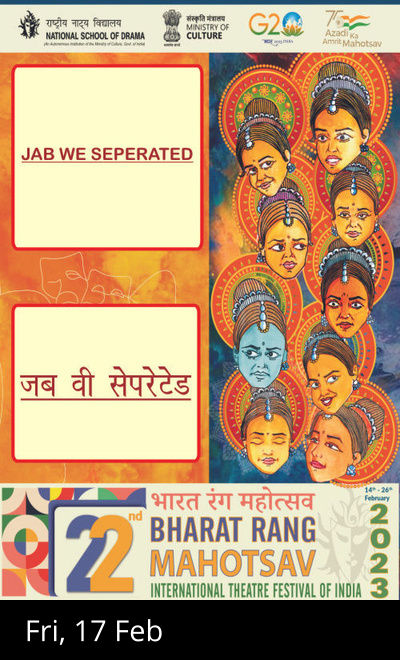 राष्ट्रीय नाट्य विद्यालय
NATIONAL SCHOOL OF DRAMA
(An Autonomous Institution of the Ministry of Culture, Govt. of India)
संस्कृति मंत्रालय
MINISTRY OF
CULTURE
G20
Azadi Ka
Amrit Mahotsav
JAB WE SEPERATED
जब वी सेपरेटेड
22nd
भारत रंग महोत्सव
BHARAT RANG
MAHOTSAV
INTERNATIONAL THEATRE FESTIVAL OF INDIA
14th - 26th
February
2023
Fri, 17 Feb